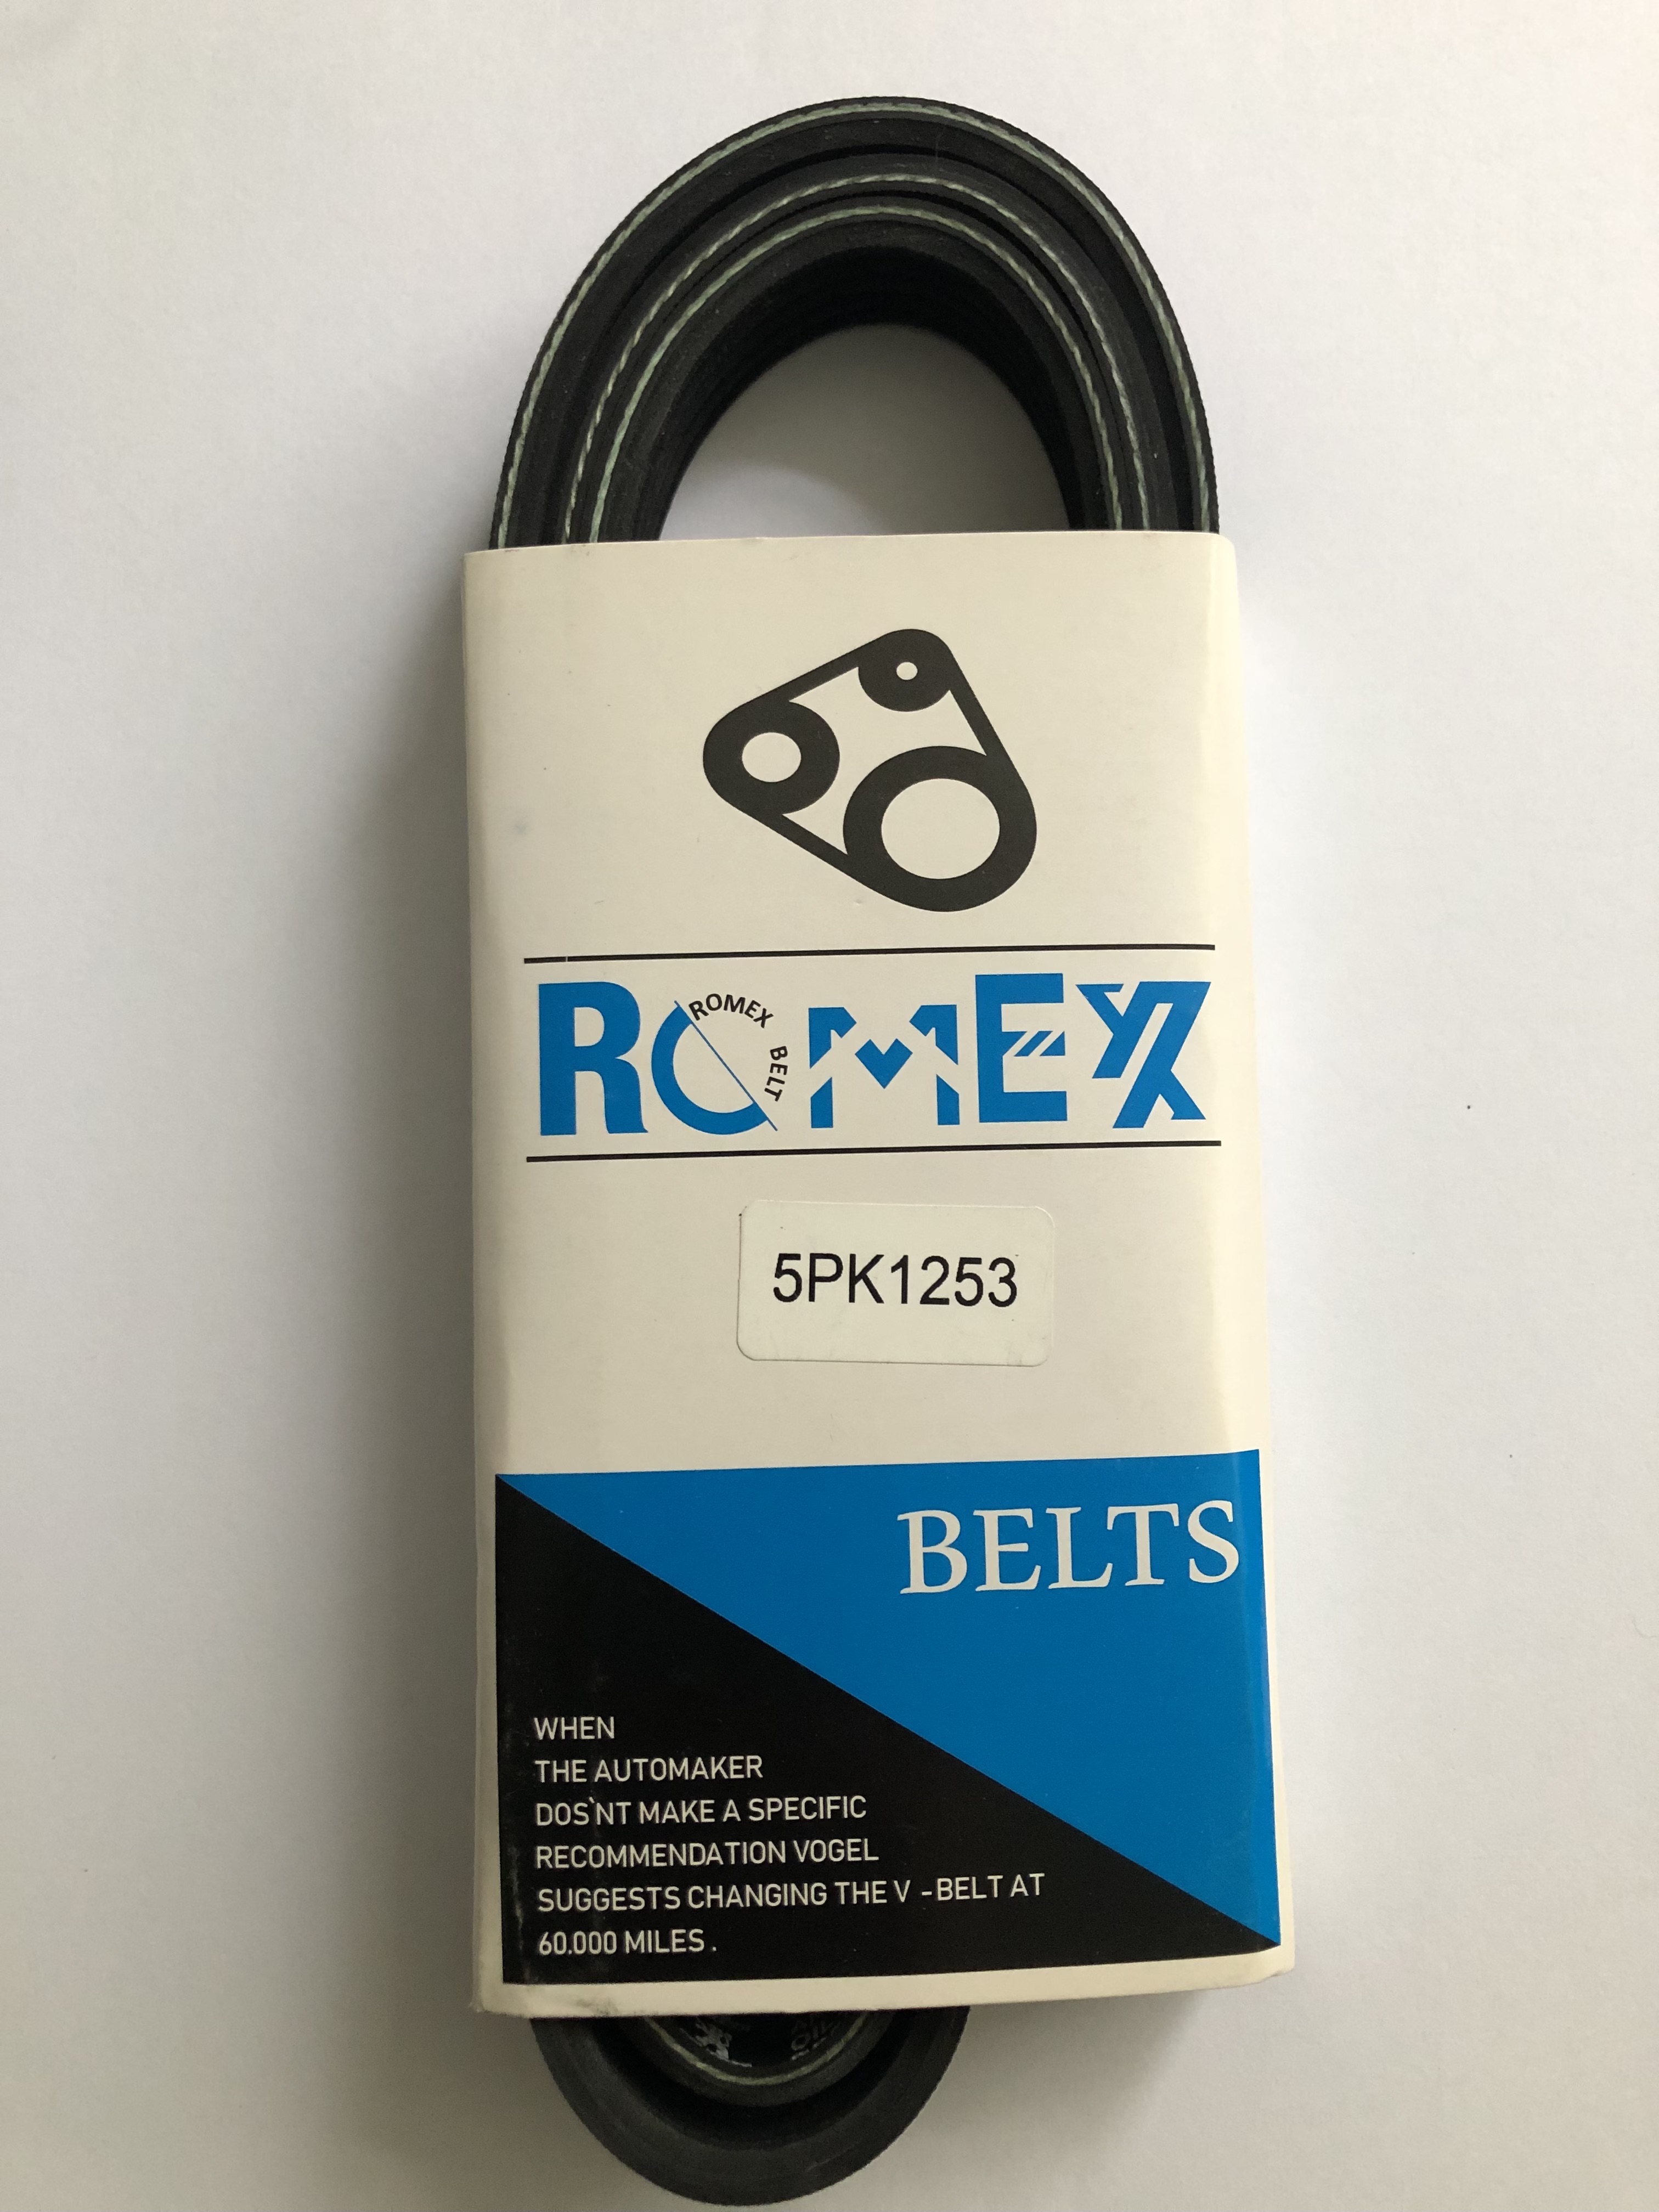 ROMEX
ROMEX BELT
5PK1253
BELTS
WHEN
THE AUTOMAKER
DOS`NT MAKE A SPECIFIC
RECOMMENDATION VOGEL
SUGGESTS CHANGING THE V -BELT AT
60.000 MILES .